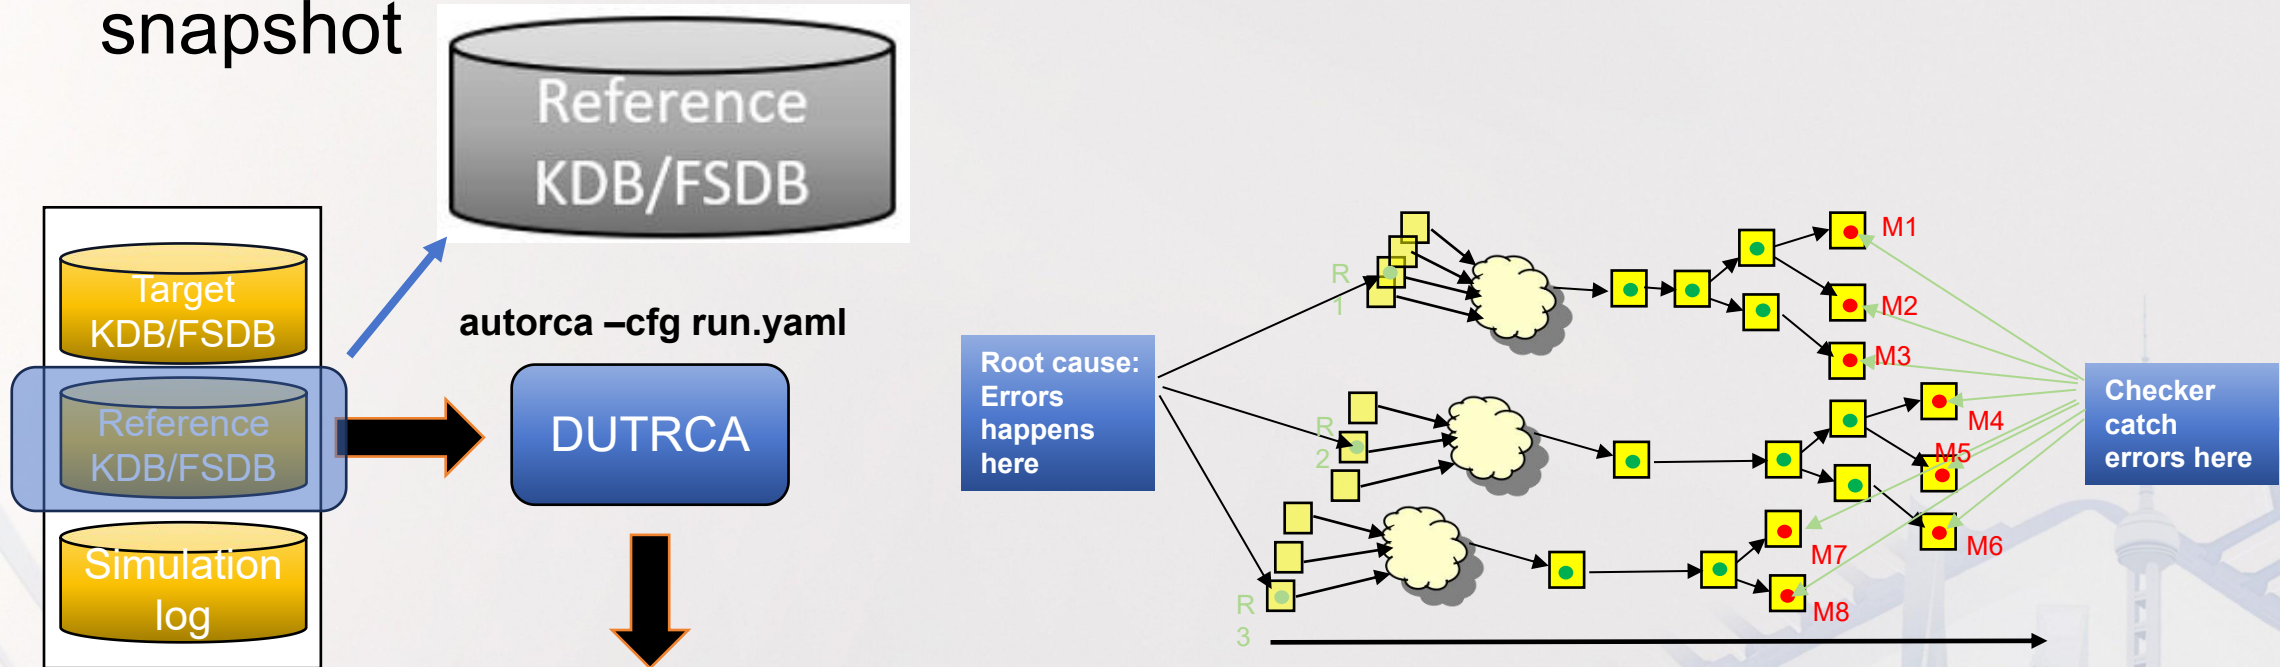 snapshot
Reference
KDB/FSDB
Target
KDB/FSDB
Reference
KDB/FSDB
Simulation
log
autorca –cfg run.yaml
DUTRCA
Root cause:
Errors
happens
here
R
1
R
2
R
3
M1
M2
M3
M4
M5
M6
M7
M8
Checker
catch
errors here